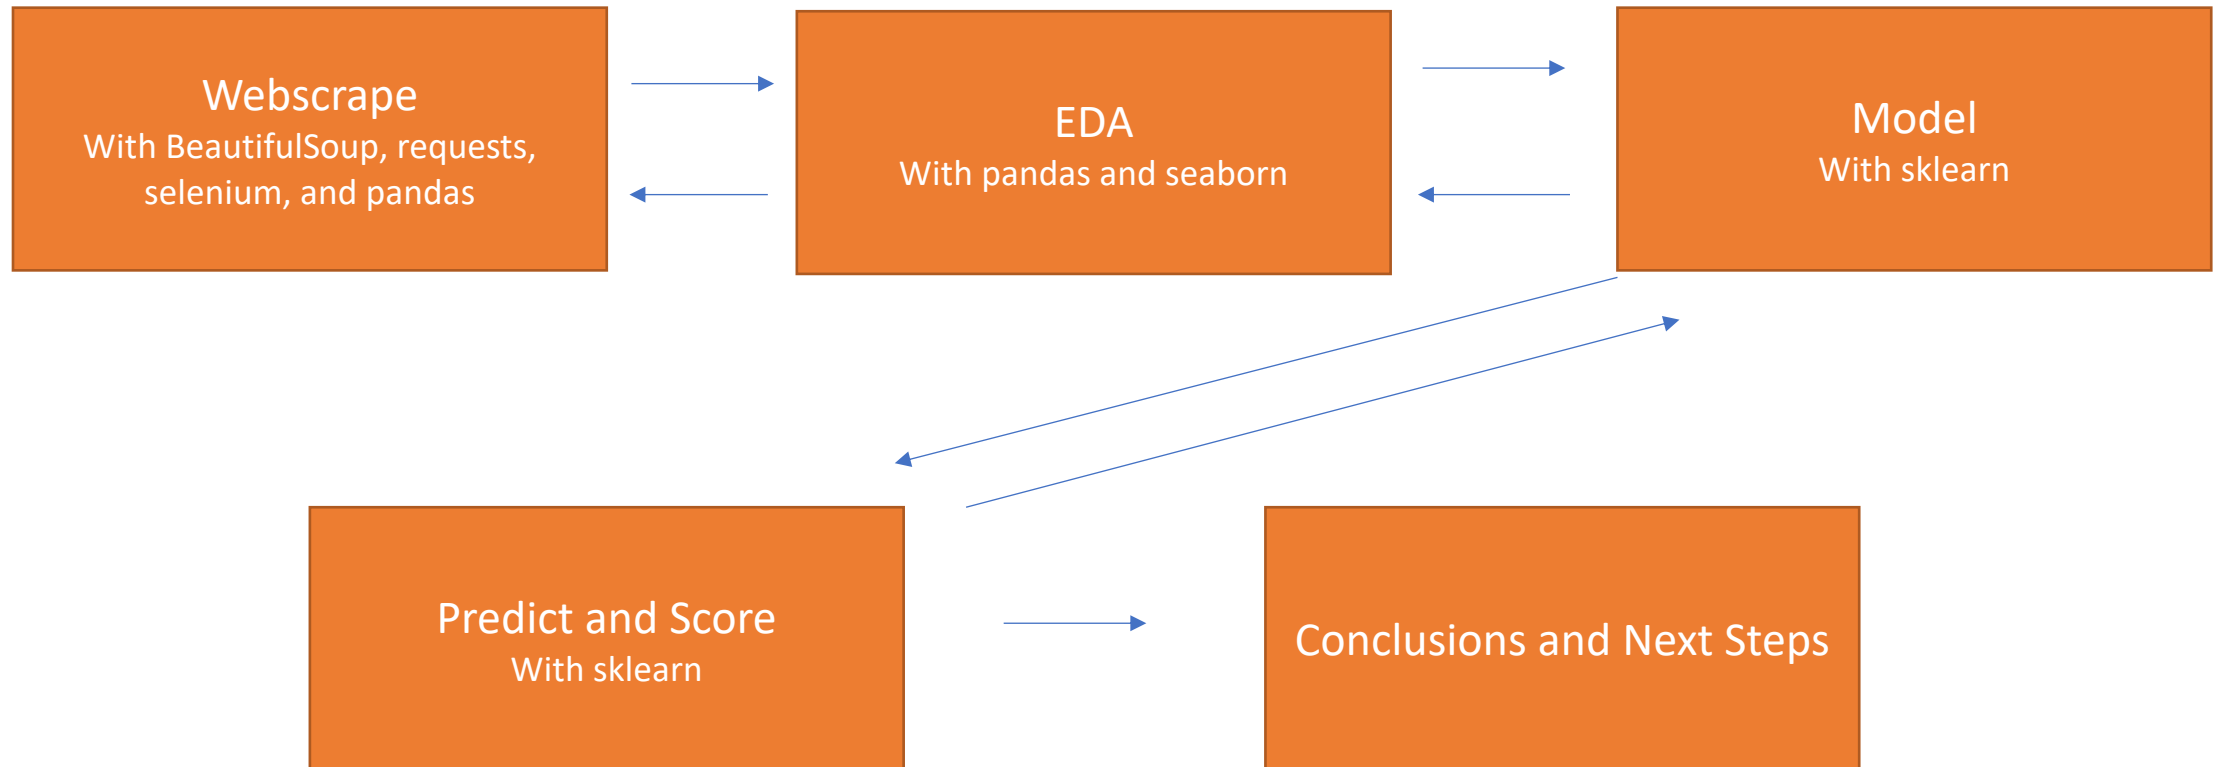 Webscrape
With BeautifulSoup, requests,
selenium, and pandas
EDA
With pandas and seaborn
Model
With sklearn
Predict and Score
With sklearn
Conclusions and Next Steps